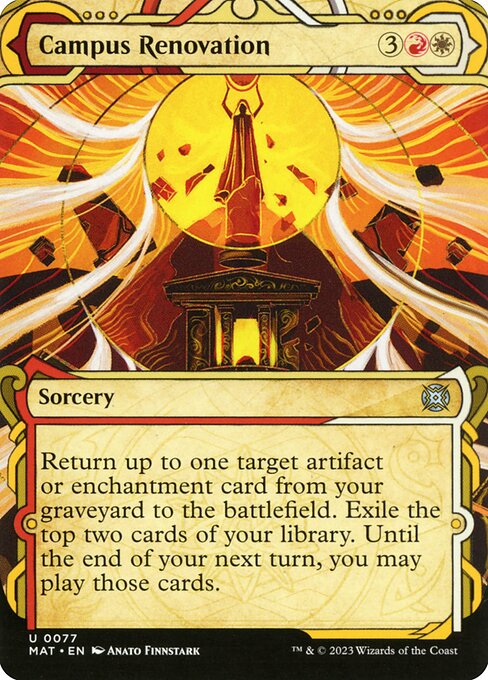 Campus Renovation 3
Sorcery
Return up to one target artifact
or enchantment card from your
graveyard to the battlefield. Exile the
top two cards of your library. Until
the end of your next turn, you may
play those cards.
U 0077
MAT • EN ANATO FINNSTARK ™ & © 2023 Wizards of the Coast